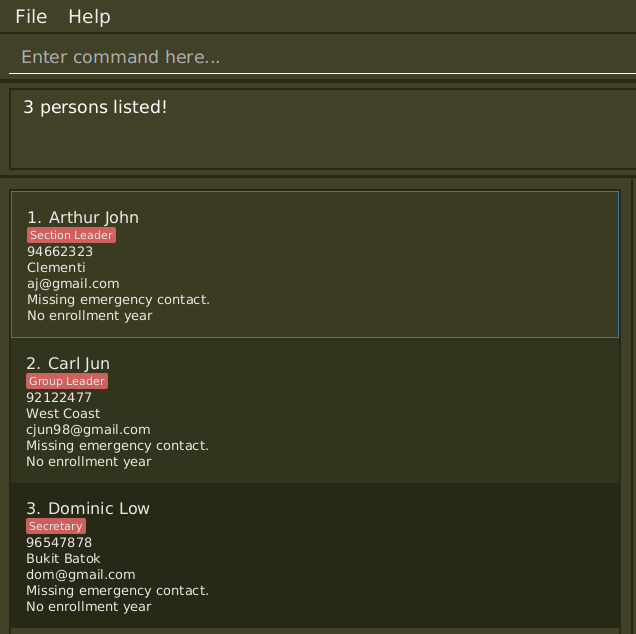 File Help
Enter command here...
3 persons listed!
1. Arthur John
Section Leader
94662323
Clementi
aj@gmail.com
Missing emergency contact.
No enrollment year
2. Carl Jun
Group Leader
92122477
West Coast
cjun98@gmail.com
Missing emergency contact.
No enrollment year
3. Dominic Low
Secretary
96547878
Bukit Batok
dom@gmail.com
Missing emergency contact.
No enrollment year